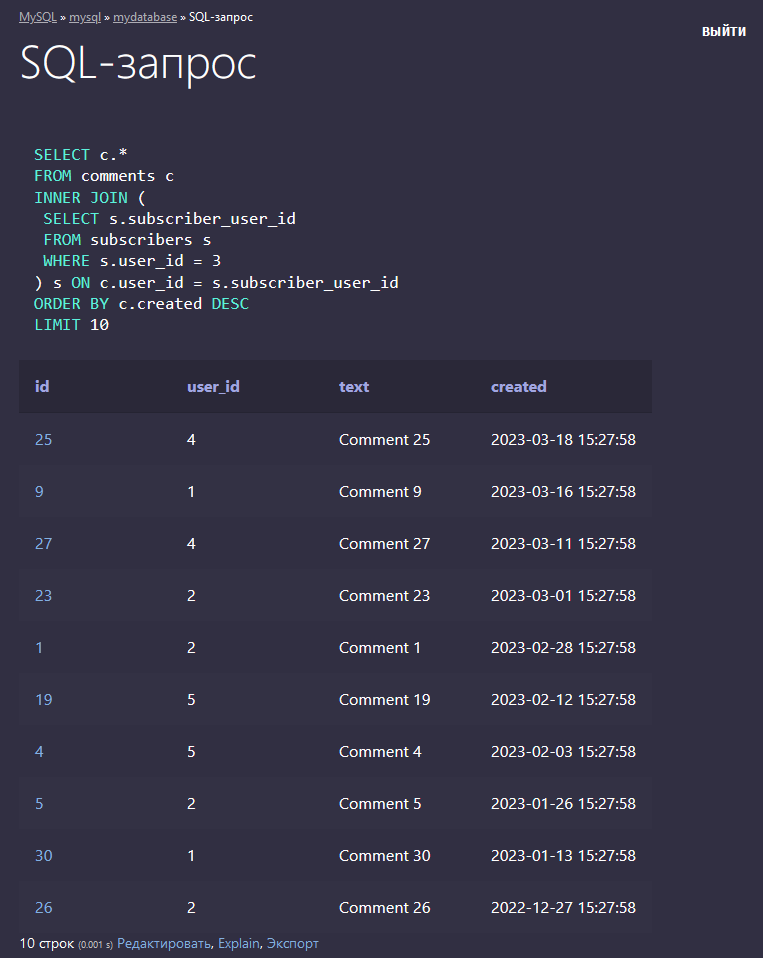 MySQL » mysql » mydatabase » SQL-запрос
ВЫЙТИ
SQL-запрос
SELECT c.*
FROM comments c
INNER JOIN (
SELECT s.subscriber_user_id
FROM subscribers s
WHERE s.user_id = 3
) s ON c.user_id = s.subscriber_user_id
ORDER BY c.created DESC
LIMIT 10
id user_id text created
25 4 Comment 25 2023-03-18 15:27:58
9 1 Comment 9 2023-03-16 15:27:58
27 4 Comment 27 2023-03-11 15:27:58
23 2 Comment 23 2023-03-01 15:27:58
1 2 Comment 1 2023-02-28 15:27:58
19 5 Comment 19 2023-02-12 15:27:58
4 5 Comment 4 2023-02-03 15:27:58
5 2 Comment 5 2023-01-26 15:27:58
30 1 Comment 30 2023-01-13 15:27:58
26 2 Comment 26 2022-12-27 15:27:58
10 строк (0.001 s) Редактировать, Explain, Экспорт